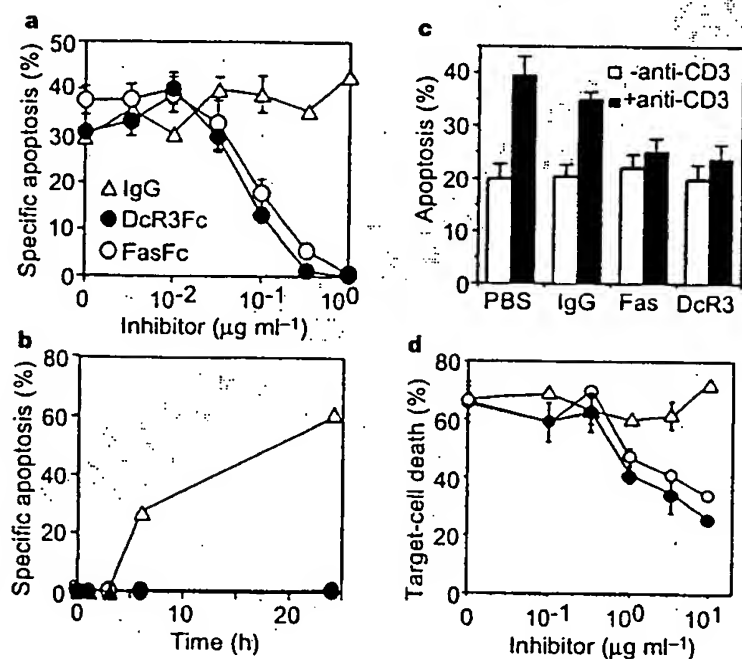 a
Specific apoptosis (%)
50
40
30
20
10
0
△ IgG
● DcR3Fc
○ FasFc
0 10-2 10-1 100
Inhibitor (μg ml–1)
b
Specific apoptosis (%)
80
60
40
20
0
0 10 20
Time (h)
c
Apoptosis (%)
40
30
20
10
0
□ -anti-CD3
■ +anti-CD3
PBS IgG Fas DcR3
d
Target-cell death (%)
80
60
40
20
0
0 10-1 100 101
Inhibitor (μg ml–1)